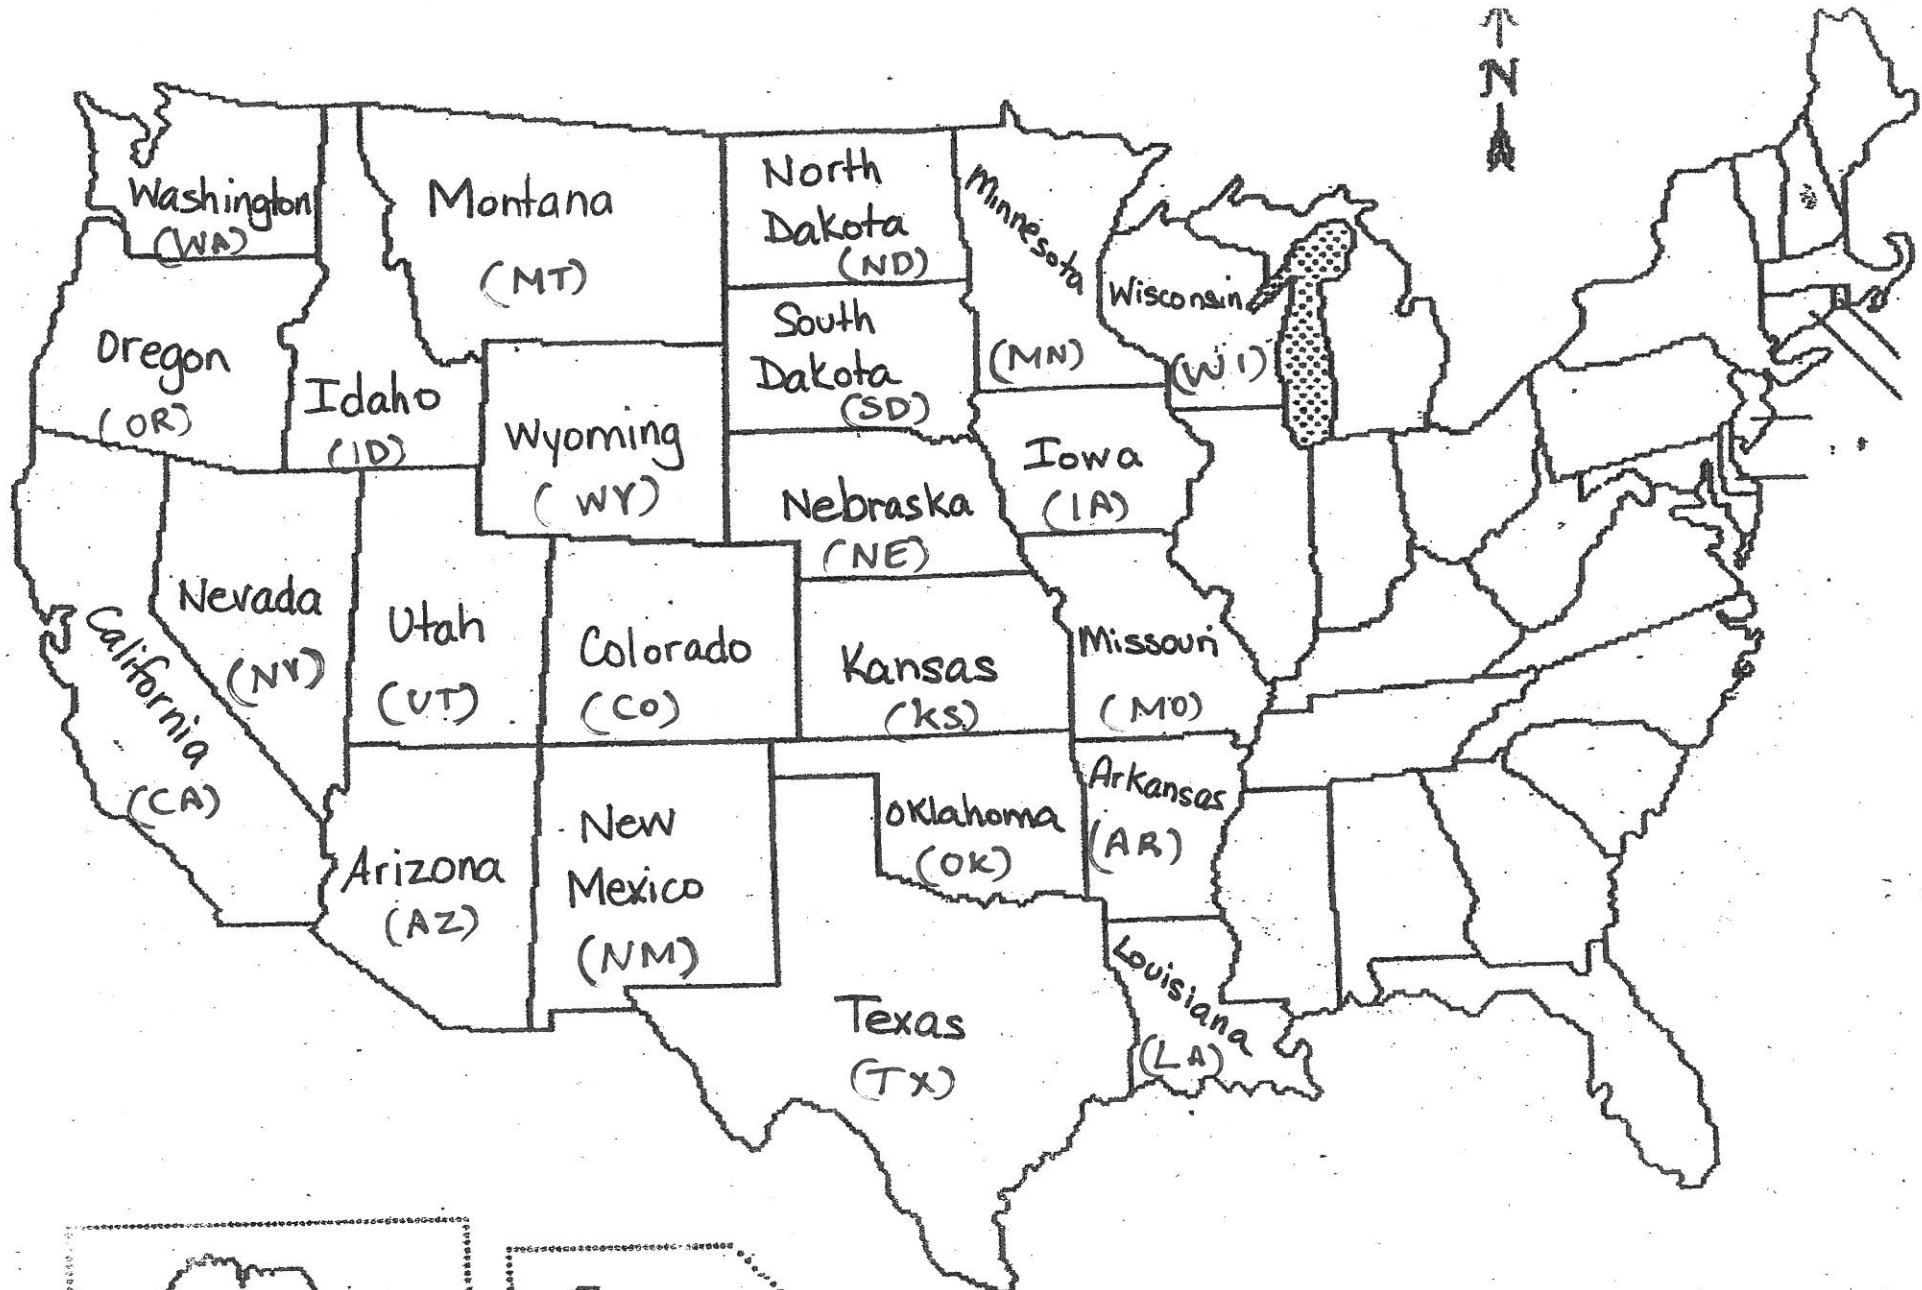 N
Washington
(WA)
Montana
(MT)
North
Dakota
(ND)
Minnesota
(MN)
Wisconsin
(WI)
Oregon
(OR)
Idaho
(ID)
Wyoming
(WY)
South
Dakota
(SD)
Iowa
(IA)
Nebraska
(NE)
California
(CA)
Nevada
(NV)
Utah
(UT)
Colorado
(CO)
Kansas
(KS)
Missouri
(MO)
Arizona
(AZ)
New
Mexico
(NM)
Oklahoma
(OK)
Arkansas
(AR)
Texas
(TX)
Louisiana
(LA)